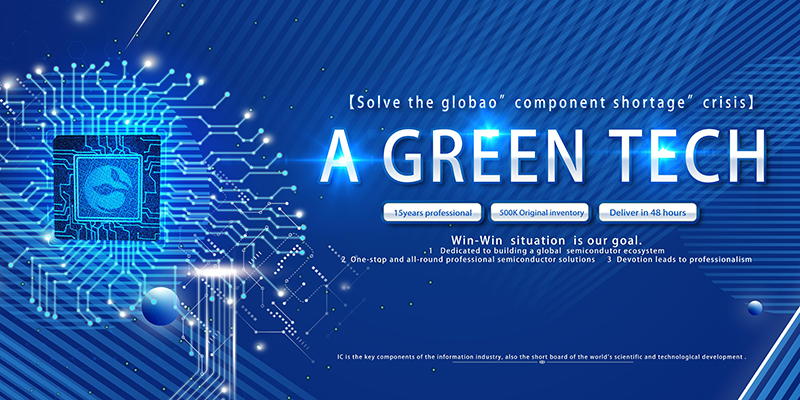 【Solve the globao” component shortage” crisis】
A GREEN TECH
15years professional 500K Original inventory Deliver in 48 hours
Win-Win situation is our goal.
1 Dedicated to building a global semicondutor ecosystem
2 One-stop and all-round professional semiconductor solutions 3 Devotion leads to professionalism
IC is the key components of the information industry, also the short board of the world's scientific and technological development .